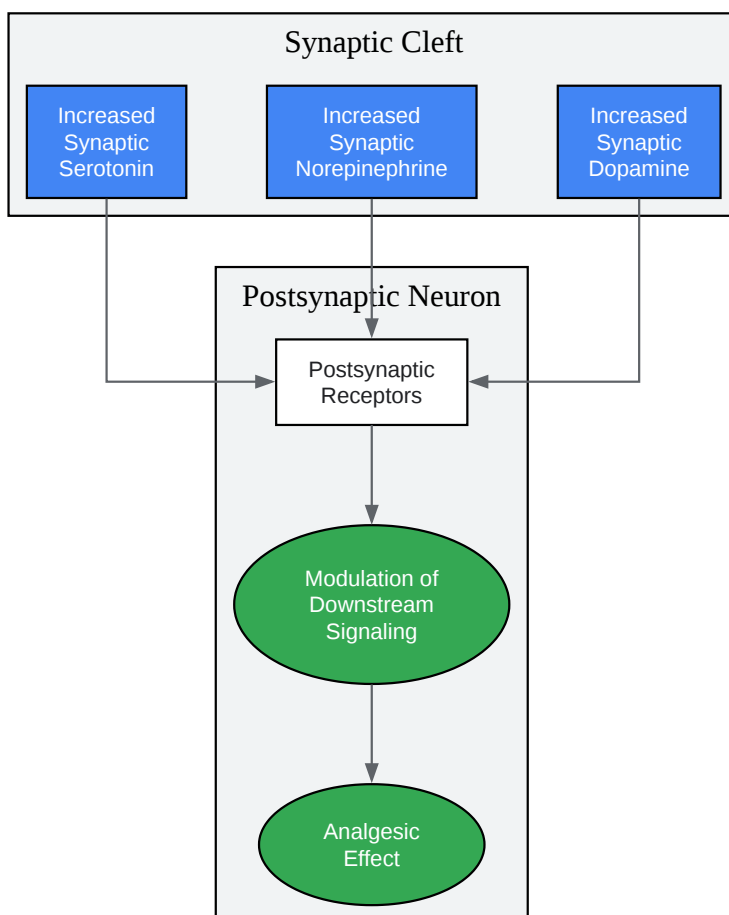 Synaptic Cleft
Increased
Synaptic
Serotonin
Increased
Synaptic
Norepinephrine
Increased
Synaptic
Dopamine
Postsynaptic Neuron
Postsynaptic
Receptors
Modulation of
Downstream
Signaling
Analgesic
Effect